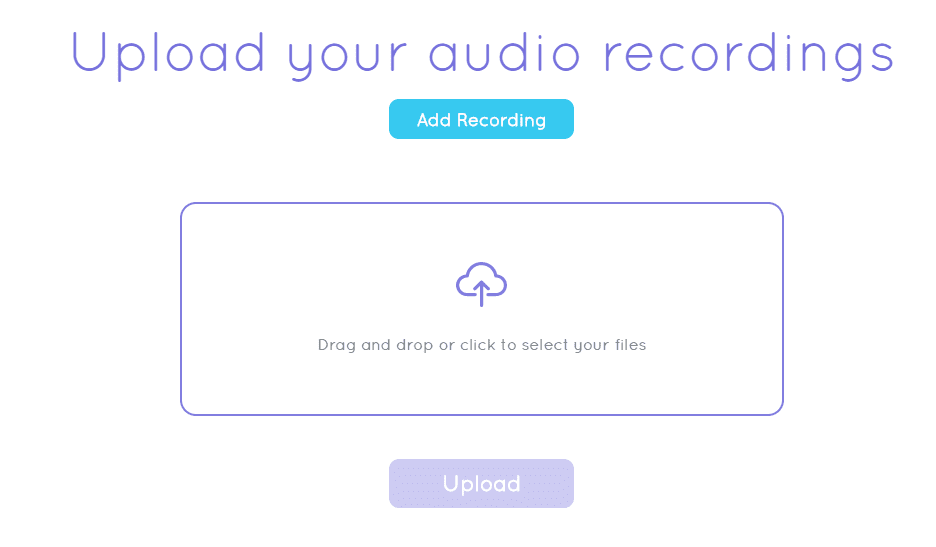 Upload your audio recordings
Add Recording
Drag and drop or click to select your files
Upload